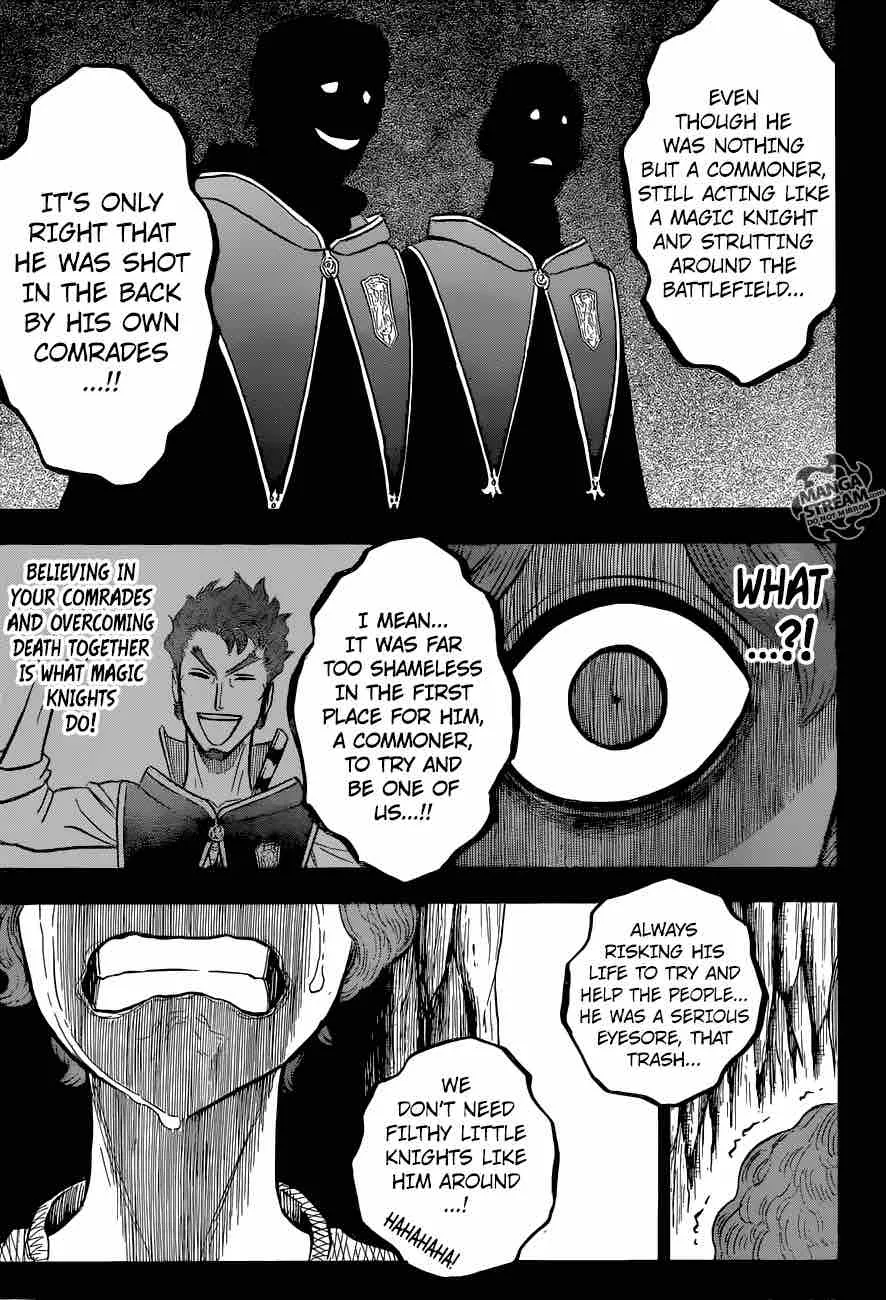 EVEN
THOUGH HE
WAS NOTHING
BUT A COMMONER,
STILL ACTING LIKE
A MAGIC KNIGHT
AND STRUTTING
AROUND THE
BATTLEFIELD...
IT'S ONLY
RIGHT THAT
HE WAS SHOT
IN THE BACK
BY HIS OWN
COMRADES
...!!
MANGA
STREAM.COM
DO NOT MIRROR
WHAT
...?!
I MEAN...
IT WAS FAR
TOO SHAMELESS
IN THE FIRST
PLACE FOR HIM,
A COMMONER,
TO TRY AND
BE ONE OF
US...!!
BELIEVING IN
YOUR COMRADES
AND OVERCOMING
DEATH TOGETHER
IS WHAT MAGIC
KNIGHTS
DO!
ALWAYS
RISKING HIS
LIFE TO TRY AND
HELP THE PEOPLE...
HE WAS A SERIOUS
EYESORE, THAT
TRASH...
WE
DON'T NEED
FILTHY LITTLE
KNIGHTS LIKE
HIM AROUND
...!
HAHAHAHA!